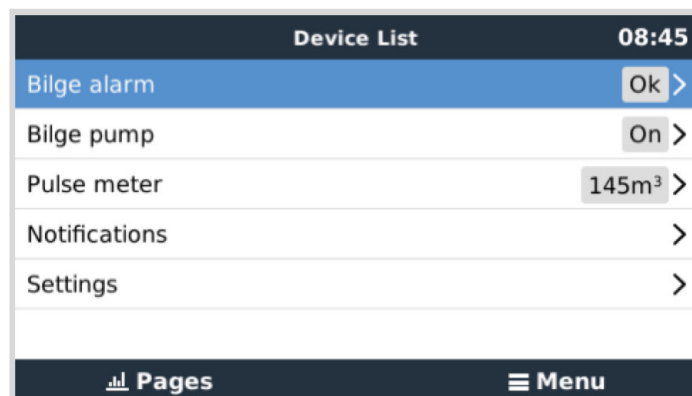 Device List 08:45
Bilge alarm Ok
Bilge pump On
Pulse meter 145m³
Notifications
Settings
Pages Menu